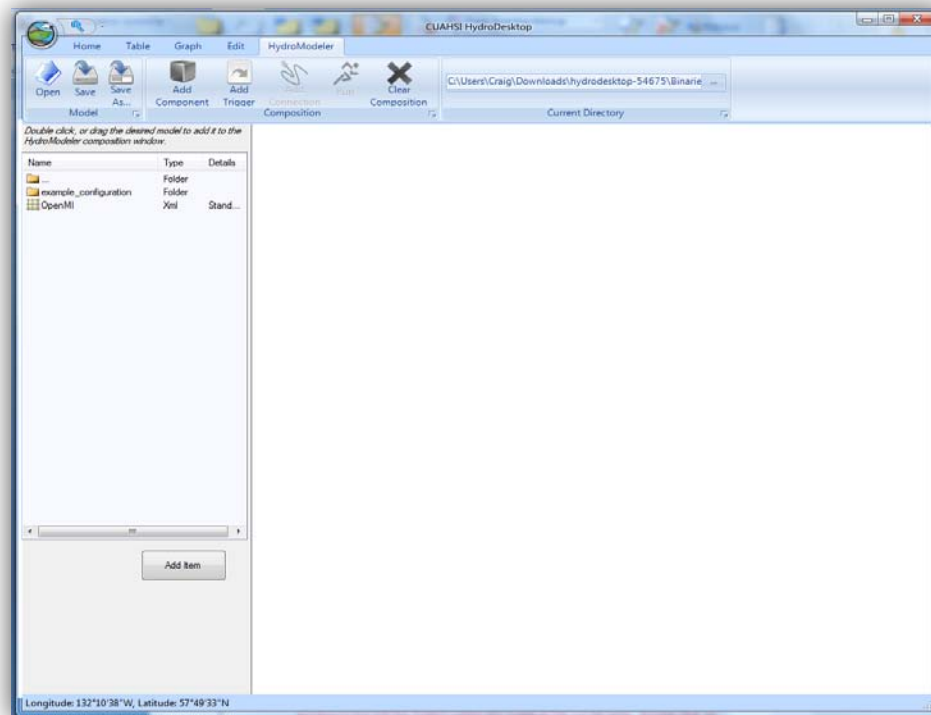 CUAHSI HydroDesktop
Home Table Graph Edit HydroModeler
Open Save Save As... Add Component Add Trigger Add Connection Run Clear Composition
Model Composition Current Directory
C:\Users\Craig\Downloads\hydrodesktop-54675\Binarie ...
Double click, or drag the desired model to add it to the
HydroModeler composition window.
Name Type Details
... Folder
example_configuration Folder
OpenMI Xml Stand...
Add Item
Longitude: 132°10'38"W, Latitude: 57°49'33"N